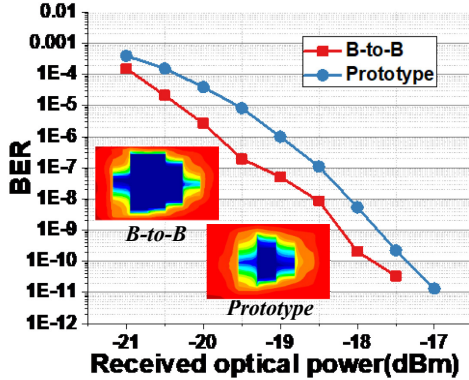 0.01
0.001
1E-4
1E-5
1E-6
1E-7
1E-8
1E-9
1E-10
1E-11
1E-12
BER
B-to-B
Prototype
B-to-B
Prototype
-21 -20 -19 -18 -17
Received optical power(dBm)